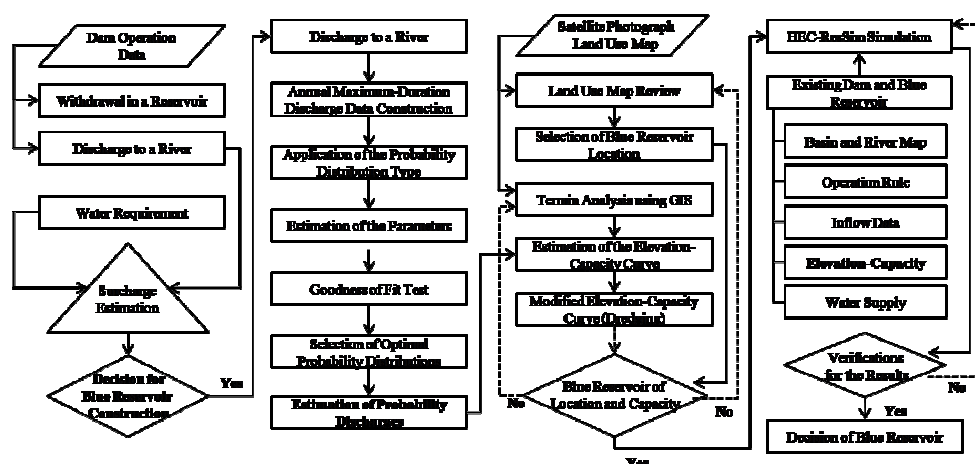 Dam Operation
Data
Withdrawal in a Reservoir
Discharge to a River
Water Requirement
Surcharge
Estimation
Decision for
Blue Reservoir
Construction
Yes
Discharge to a River
Annual Maximum-Duration
Discharge Data Construction
Application of the Probability
Distribution Type
Estimation of the Parameters
Goodness of Fit Test
Selection of Optimal
Probability Distributions
Estimation of Probability
Discharges
Satellite Photograph
Land Use Map
Land Use Map Review
Selection of Blue Reservoir
Location
Terrain Analysis using GIS
Estimation of the Elevation-
Capacity Curve
Modified Elevation-Capacity
Curve (Dredging)
Blue Reservoir of
Location and Capacity
No
No
Yes
HEC-ResSim Simulation
Existing Dam and Blue
Reservoir
Basin and River Map
Operation Rule
Inflow Data
Elevation-Capacity
Water Supply
Verifications
for the Results
No
Yes
Decision of Blue Reservoir